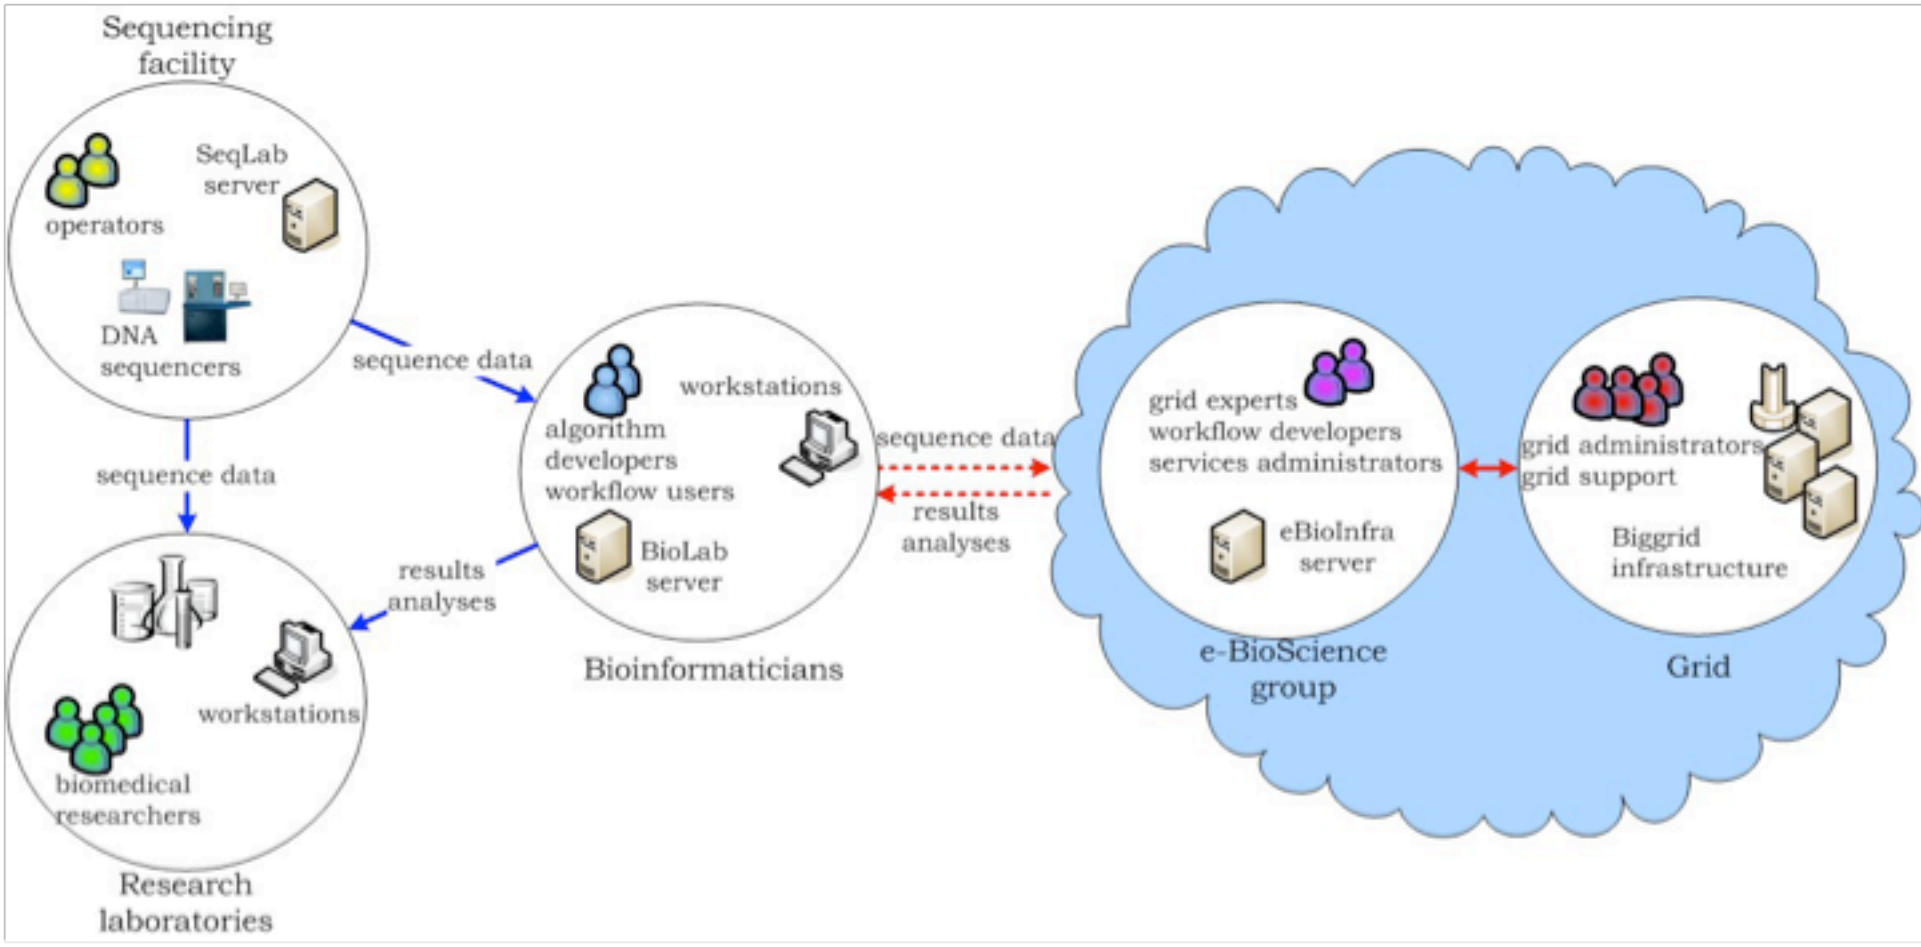 Sequencing
facility
SeqLab
server
operators
DNA
sequencers
sequence data
sequence data
algorithm
developers
workflow users
workstations
BioLab
server
Bioinformaticians
results
analyses
workstations
biomedical
researchers
Research
laboratories
sequence data
results
analyses
grid experts
workflow developers
services administrators
eBioInfra
server
e-BioScience
group
grid administrators
grid support
Biggrid
infrastructure
Grid